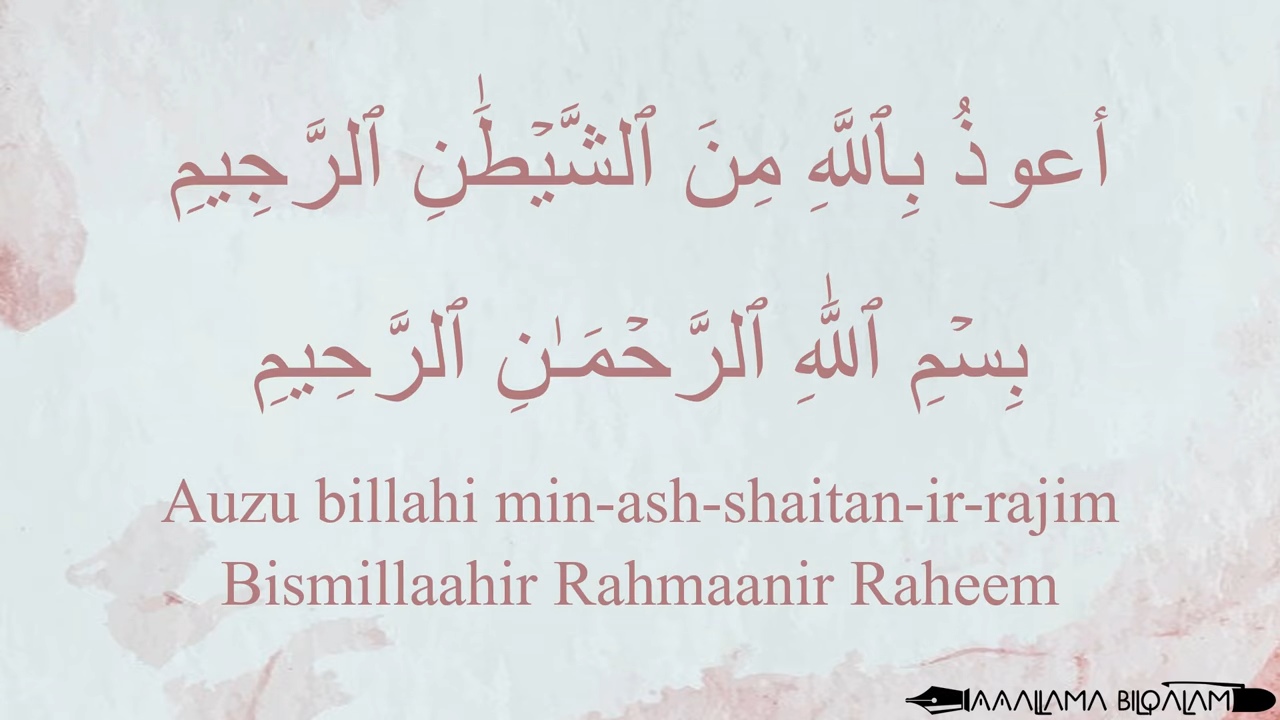 أعوذُ بِٱللَّهِ مِنَ ٱلشَّيۡطَٰنِ ٱلرَّجِيمِ
بِسۡمِ ٱللَّٰهِ ٱلرَّحۡمَـٰنِ ٱلرَّحِيمِ
Auzu billahi min-ash-shaitan-ir-rajim
Bismillaahir Rahmaanir Raheem
AAALLAMA BILQALAM